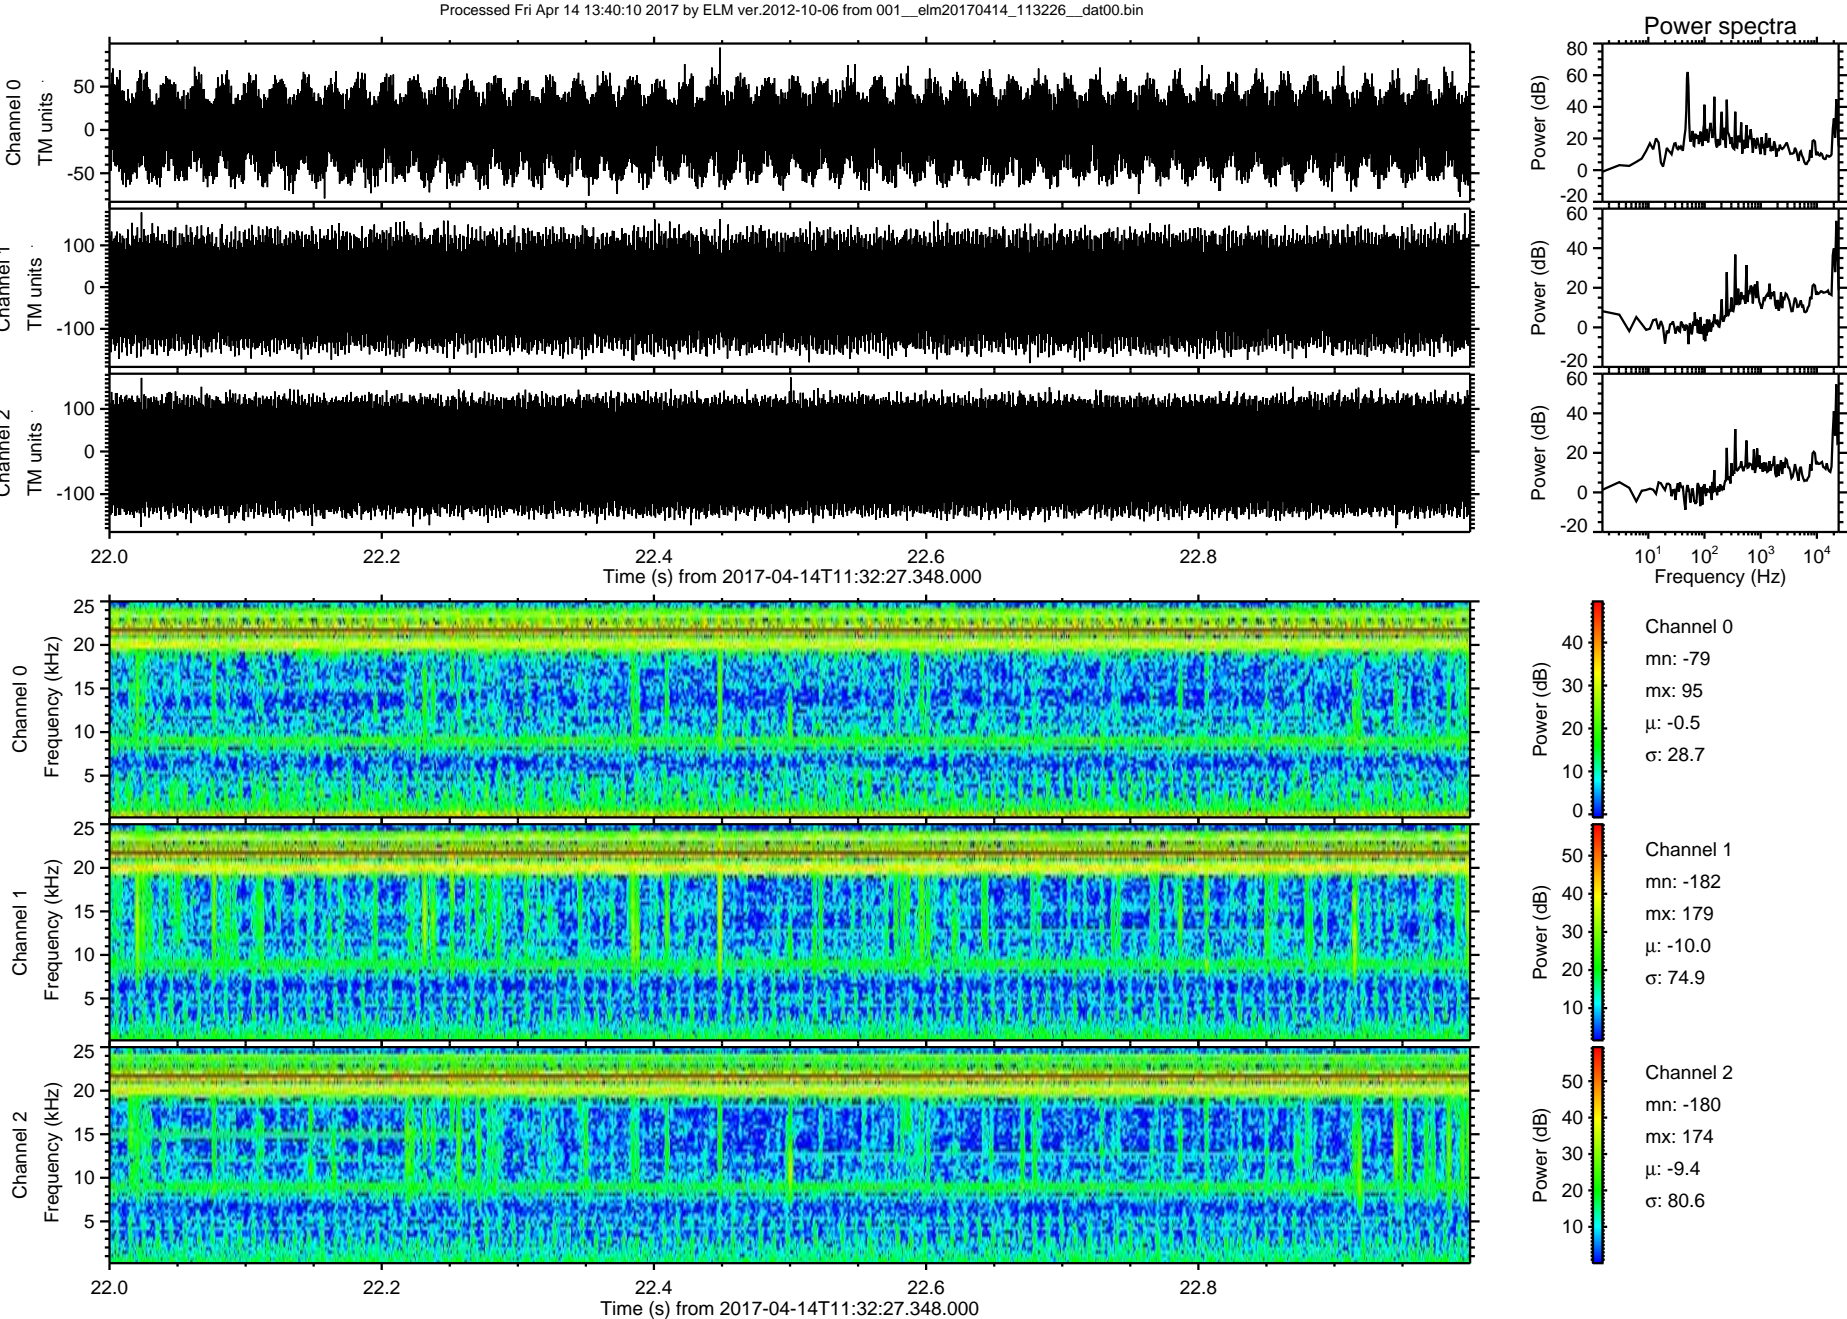 Processed Fri Apr 14 13:40:10 2017 by ELM ver.2012-10-06 from 001__elm20170414_113226__dat00.bin
Power spectra
Channel 0
TM units
50
0
-50
Power (dB)
80
60
40
20
0
-20
Channel 1
TM units
100
0
-100
Power (dB)
60
40
20
0
-20
Channel 2
TM units
100
0
-100
Power (dB)
60
40
20
0
-20
22.0 22.2 22.4 22.6 22.8
Time (s) from 2017-04-14T11:32:27.348.000
10¹ 10² 10³ 10⁴
Frequency (Hz)
Channel 0
Frequency (kHz)
25
20
15
10
5
Power (dB)
40
30
20
10
0
Channel 0
mn: -79
mx: 95
μ: -0.5
σ: 28.7
Channel 1
Frequency (kHz)
25
20
15
10
5
Power (dB)
50
40
30
20
10
Channel 1
mn: -182
mx: 179
μ: -10.0
σ: 74.9
Channel 2
Frequency (kHz)
25
20
15
10
5
Power (dB)
50
40
30
20
10
Channel 2
mn: -180
mx: 174
μ: -9.4
σ: 80.6
22.0 22.2 22.4 22.6 22.8
Time (s) from 2017-04-14T11:32:27.348.000